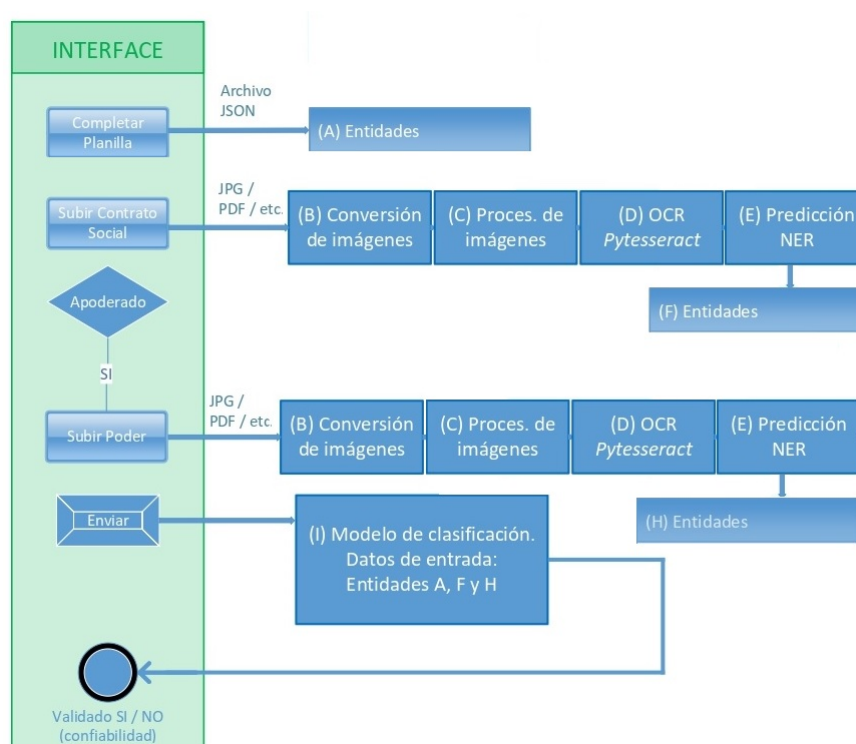 INTERFACE
Archivo
JSON
Completar
Planilla
(A) Entidades
JPG /
PDF / etc.
Subir Contrato
Social
(B) Conversión
de imágenes
(C) Proces. de
imágenes
(D) OCR
Pytesseract
(E) Predicción
NER
(F) Entidades
Apoderado
SI
JPG /
PDF / etc.
Subir Poder
(B) Conversión
de imágenes
(C) Proces. de
imágenes
(D) OCR
Pytesseract
(E) Predicción
NER
(H) Entidades
Enviar
(I) Modelo de clasificación.
Datos de entrada:
Entidades A, F y H
Validado SI / NO
(confiabilidad)